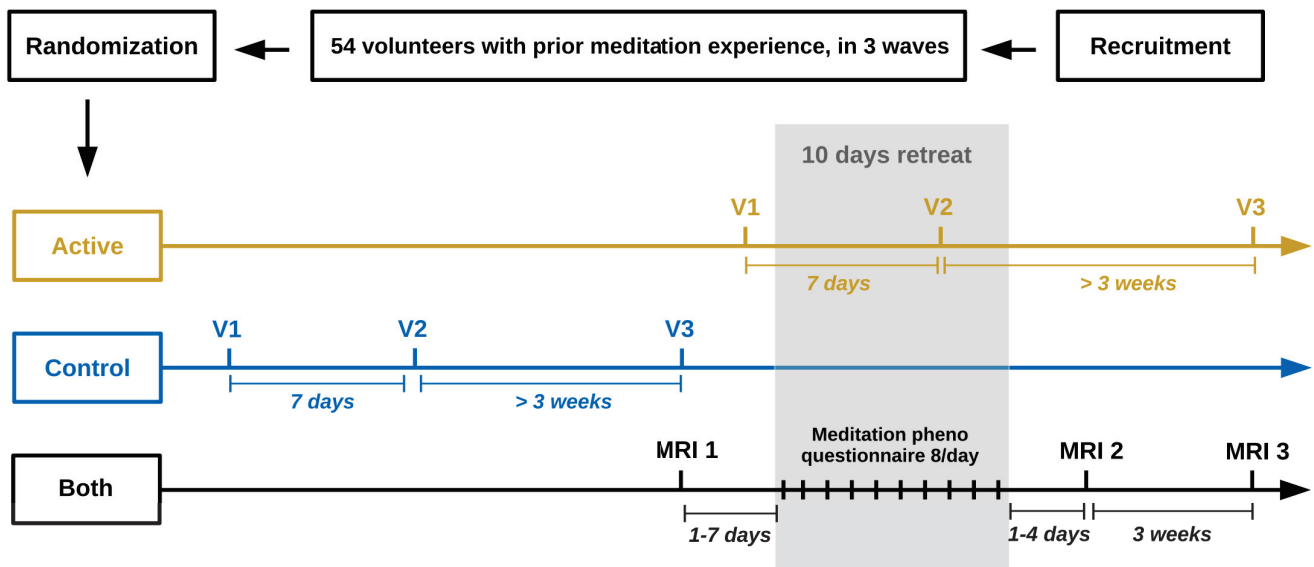 Randomization
54 volunteers with prior meditation experience, in 3 waves
Recruitment
10 days retreat
Active
V1
V2
V3
7 days
> 3 weeks
Control
V1
V2
V3
7 days
> 3 weeks
Both
MRI 1
Meditation pheno
questionnaire 8/day
MRI 2
MRI 3
1-7 days
1-4 days
3 weeks